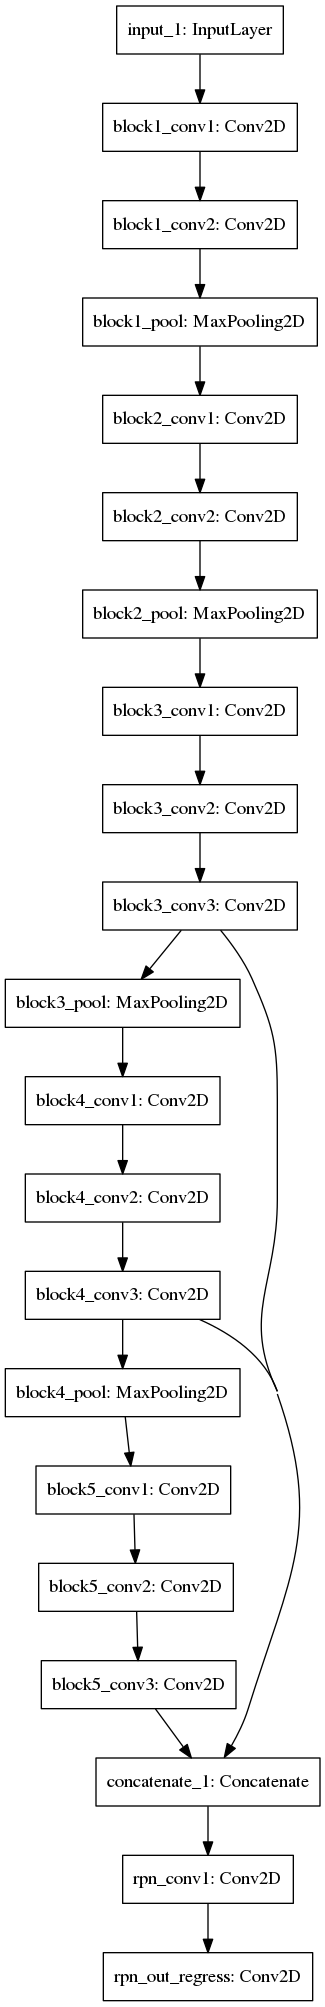 input_1: InputLayer
block1_conv1: Conv2D
block1_conv2: Conv2D
block1_pool: MaxPooling2D
block2_conv1: Conv2D
block2_conv2: Conv2D
block2_pool: MaxPooling2D
block3_conv1: Conv2D
block3_conv2: Conv2D
block3_conv3: Conv2D
block3_pool: MaxPooling2D
block4_conv1: Conv2D
block4_conv2: Conv2D
block4_conv3: Conv2D
block4_pool: MaxPooling2D
block5_conv1: Conv2D
block5_conv2: Conv2D
block5_conv3: Conv2D
concatenate_1: Concatenate
rpn_conv1: Conv2D
rpn_out_regress: Conv2D